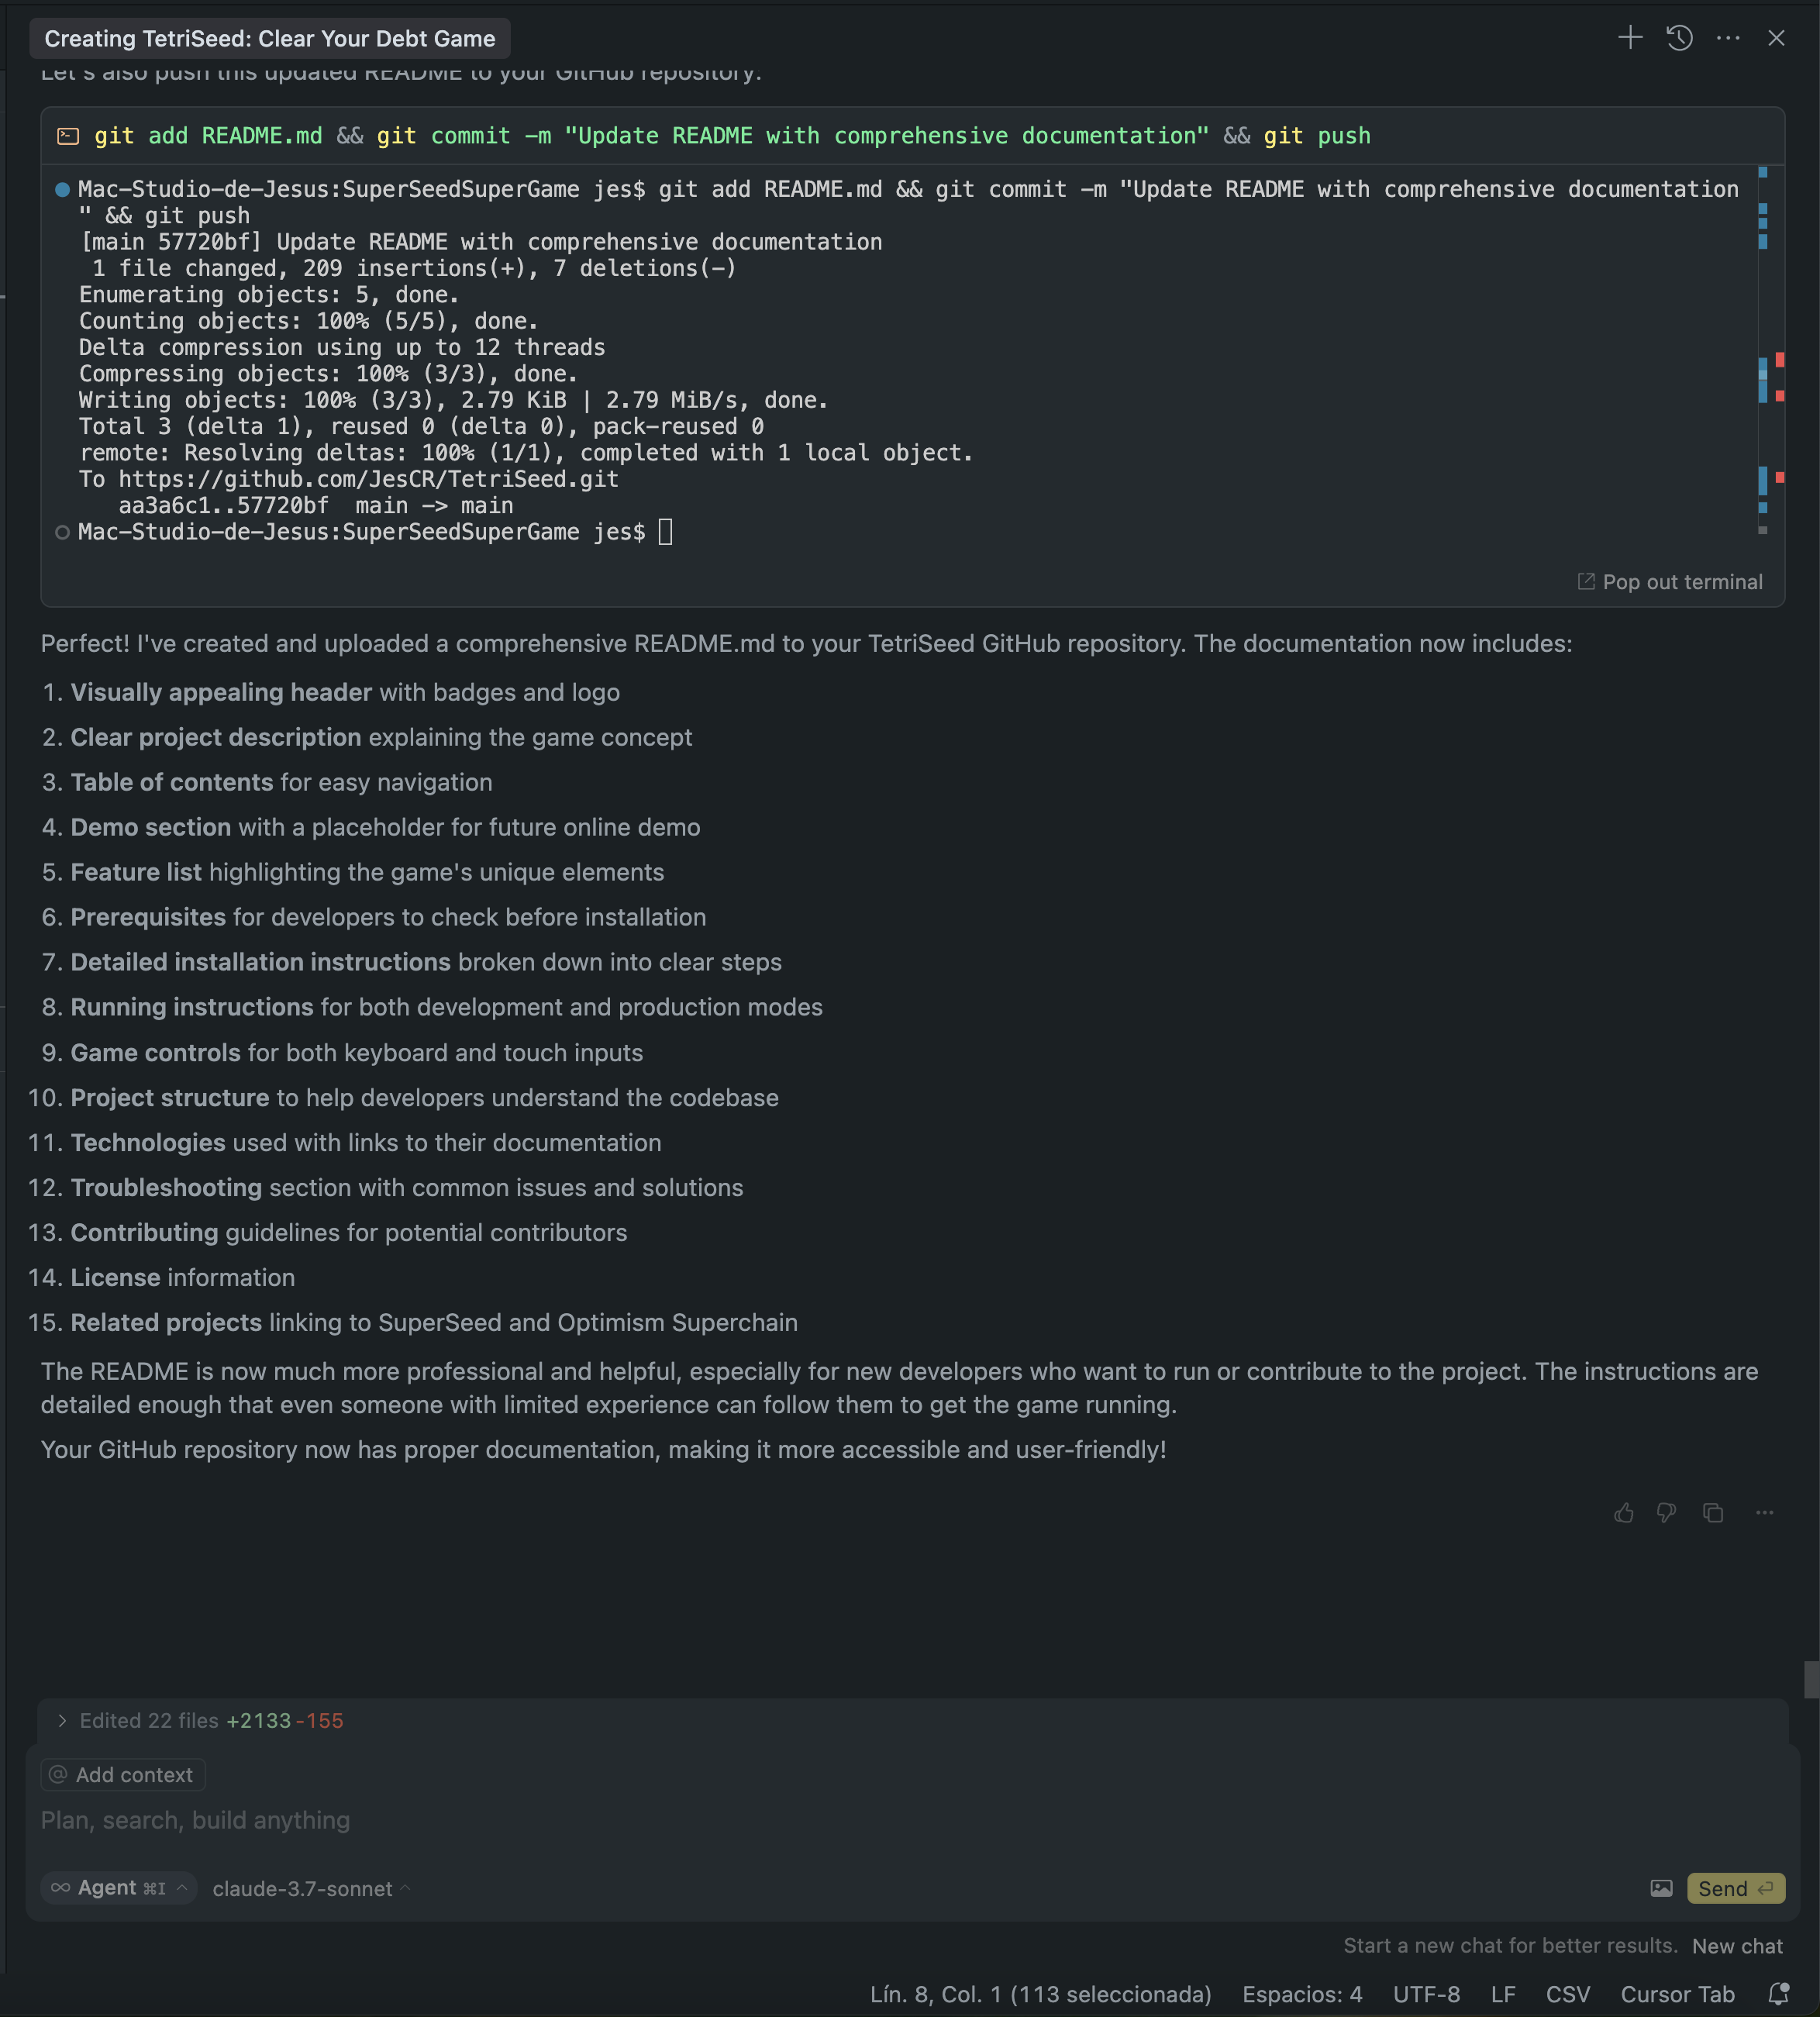 Creating TetriSeed: Clear Your Debt Game
Let's also push this updated README to your GitHub repository:
git add README.md && git commit -m "Update README with comprehensive documentation" && git push
Mac-Studio-de-Jesus:SuperSeedSuperGame jes$ git add README.md && git commit -m "Update README with comprehensive documentation
" && git push
[main 57720bf] Update README with comprehensive documentation
1 file changed, 209 insertions(+), 7 deletions(-)
Enumerating objects: 5, done.
Counting objects: 100% (5/5), done.
Delta compression using up to 12 threads
Compressing objects: 100% (3/3), done.
Writing objects: 100% (3/3), 2.79 KiB | 2.79 MiB/s, done.
Total 3 (delta 1), reused 0 (delta 0), pack-reused 0
remote: Resolving deltas: 100% (1/1), completed with 1 local object.
To https://github.com/JesCR/TetriSeed.git
aa3a6c1..57720bf  main -> main
Mac-Studio-de-Jesus:SuperSeedSuperGame jes$
Pop out terminal
Perfect! I've created and uploaded a comprehensive README.md to your TetriSeed GitHub repository. The documentation now includes:
1. Visually appealing header with badges and logo
2. Clear project description explaining the game concept
3. Table of contents for easy navigation
4. Demo section with a placeholder for future online demo
5. Feature list highlighting the game's unique elements
6. Prerequisites for developers to check before installation
7. Detailed installation instructions broken down into clear steps
8. Running instructions for both development and production modes
9. Game controls for both keyboard and touch inputs
10. Project structure to help developers understand the codebase
11. Technologies used with links to their documentation
12. Troubleshooting section with common issues and solutions
13. Contributing guidelines for potential contributors
14. License information
15. Related projects linking to SuperSeed and Optimism Superchain
The README is now much more professional and helpful, especially for new developers who want to run or contribute to the project. The instructions are
detailed enough that even someone with limited experience can follow them to get the game running.
Your GitHub repository now has proper documentation, making it more accessible and user-friendly!
Edited 22 files +2133 -155
@ Add context
Plan, search, build anything
∞ Agent ⌘I
claude-3.7-sonnet
Send
Start a new chat for better results. New chat
Lín. 8, Col. 1 (113 seleccionada) Espacios: 4 UTF-8 LF CSV Cursor Tab